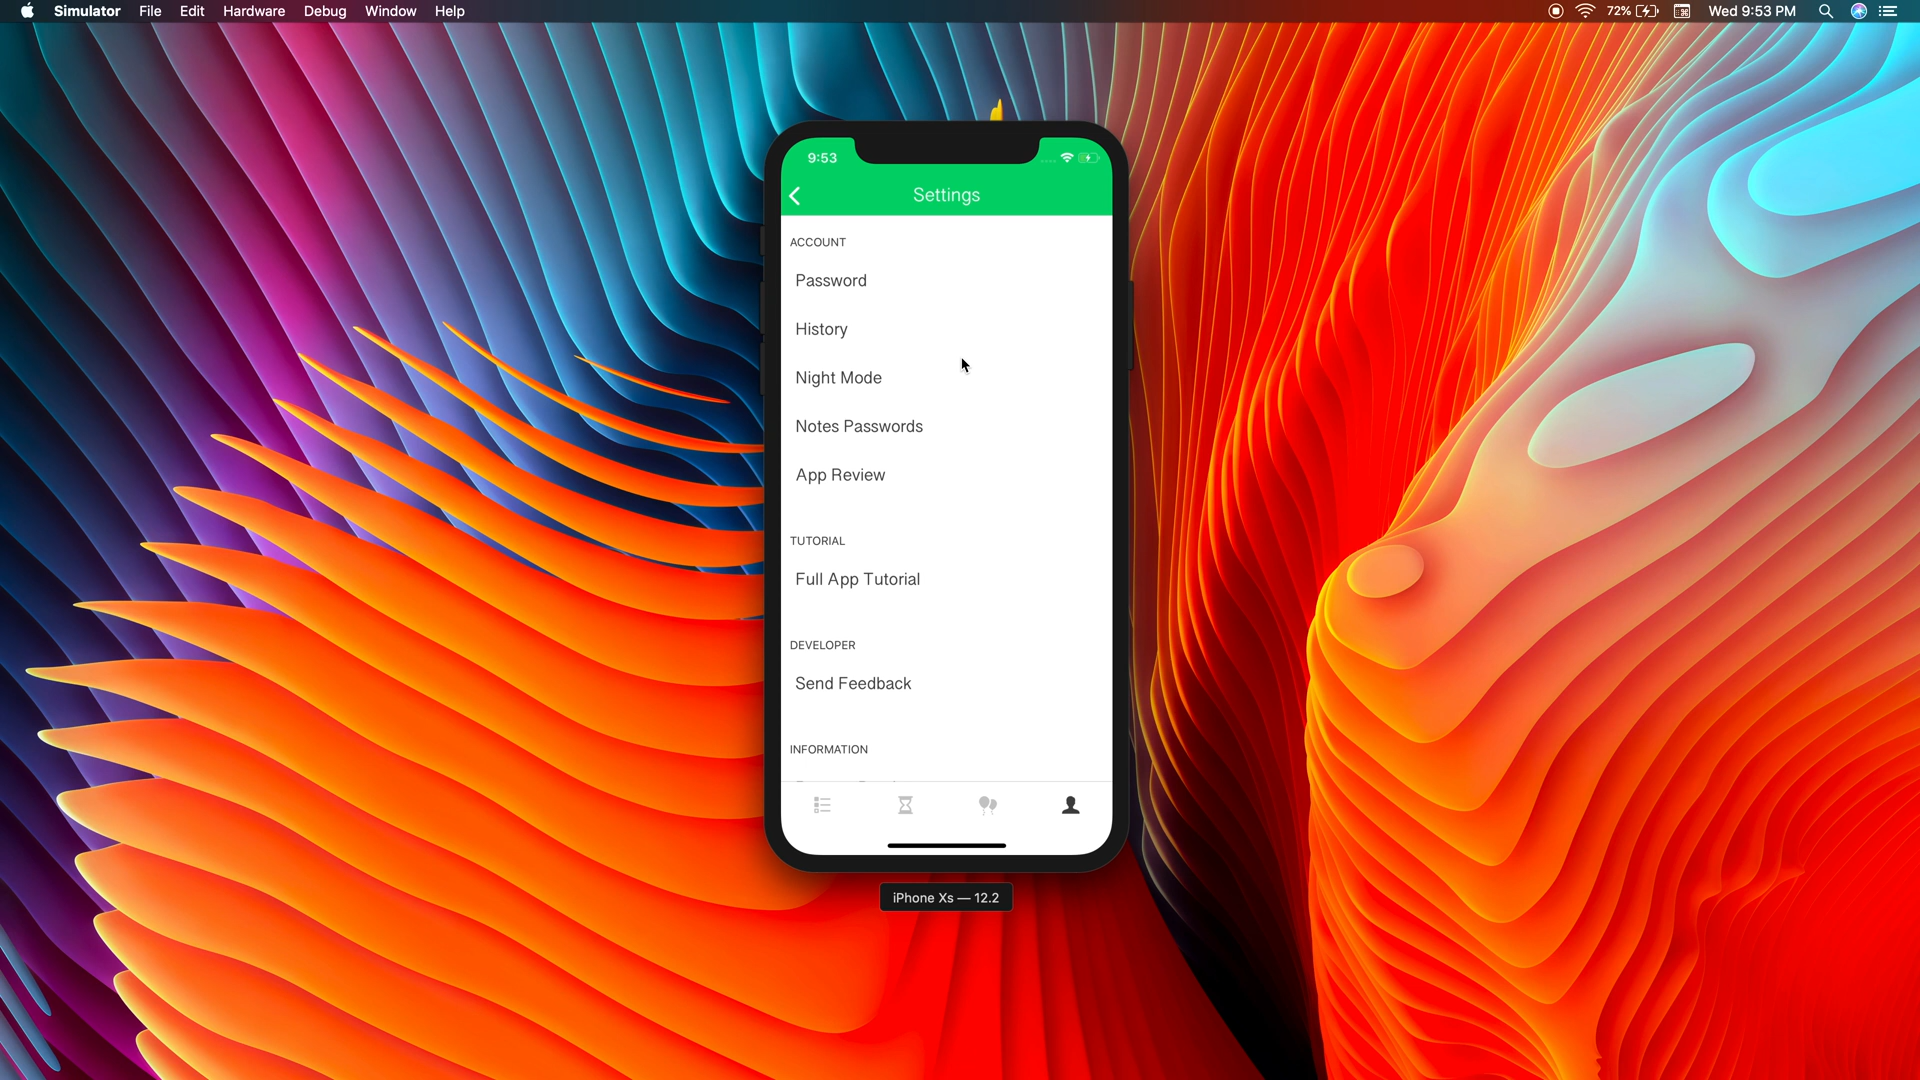 Simulator File Edit Hardware Debug Window Help 72% Wed 9:53 PM
9:53
Settings
ACCOUNT
Password
History
Night Mode
Notes Passwords
App Review
TUTORIAL
Full App Tutorial
DEVELOPER
Send Feedback
INFORMATION
iPhone Xs — 12.2